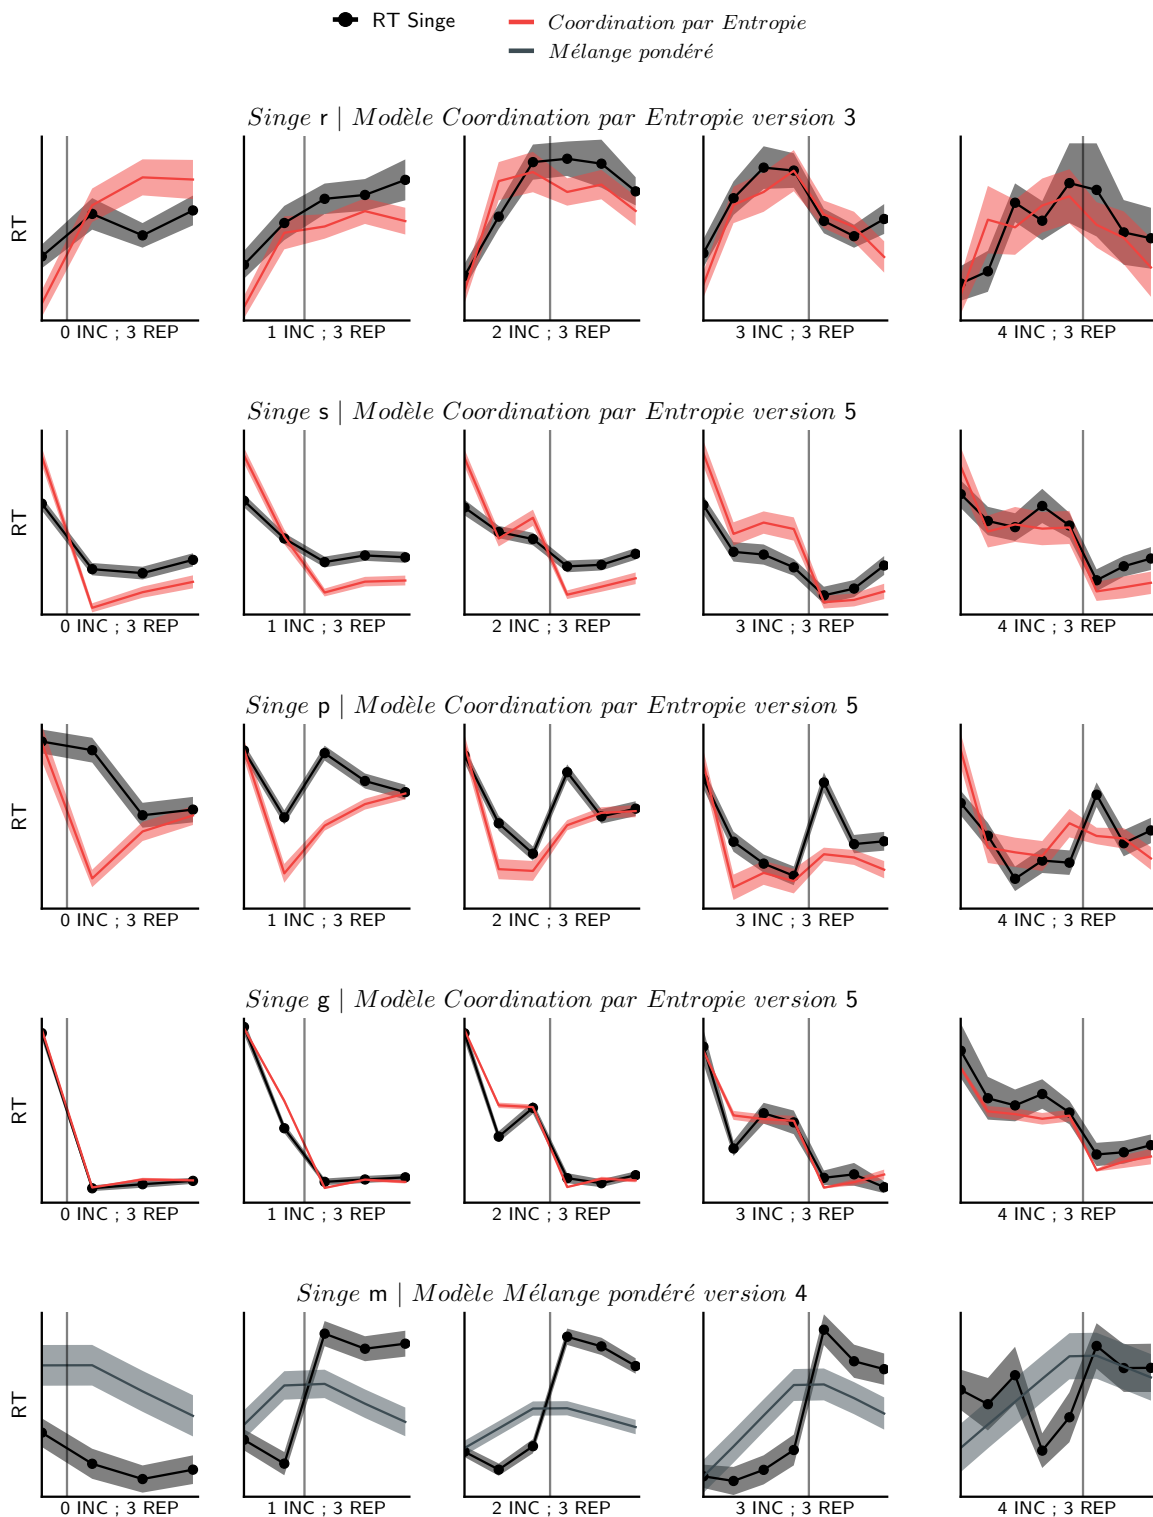 RT Singe
Coordination par Entropie
Mélange pondéré
Singe r | Modèle Coordination par Entropie version 3
RT
0 INC ; 3 REP
1 INC ; 3 REP
2 INC ; 3 REP
3 INC ; 3 REP
4 INC ; 3 REP
Singe s | Modèle Coordination par Entropie version 5
RT
0 INC ; 3 REP
1 INC ; 3 REP
2 INC ; 3 REP
3 INC ; 3 REP
4 INC ; 3 REP
Singe p | Modèle Coordination par Entropie version 5
RT
0 INC ; 3 REP
1 INC ; 3 REP
2 INC ; 3 REP
3 INC ; 3 REP
4 INC ; 3 REP
Singe g | Modèle Coordination par Entropie version 5
RT
0 INC ; 3 REP
1 INC ; 3 REP
2 INC ; 3 REP
3 INC ; 3 REP
4 INC ; 3 REP
Singe m | Modèle Mélange pondéré version 4
RT
0 INC ; 3 REP
1 INC ; 3 REP
2 INC ; 3 REP
3 INC ; 3 REP
4 INC ; 3 REP